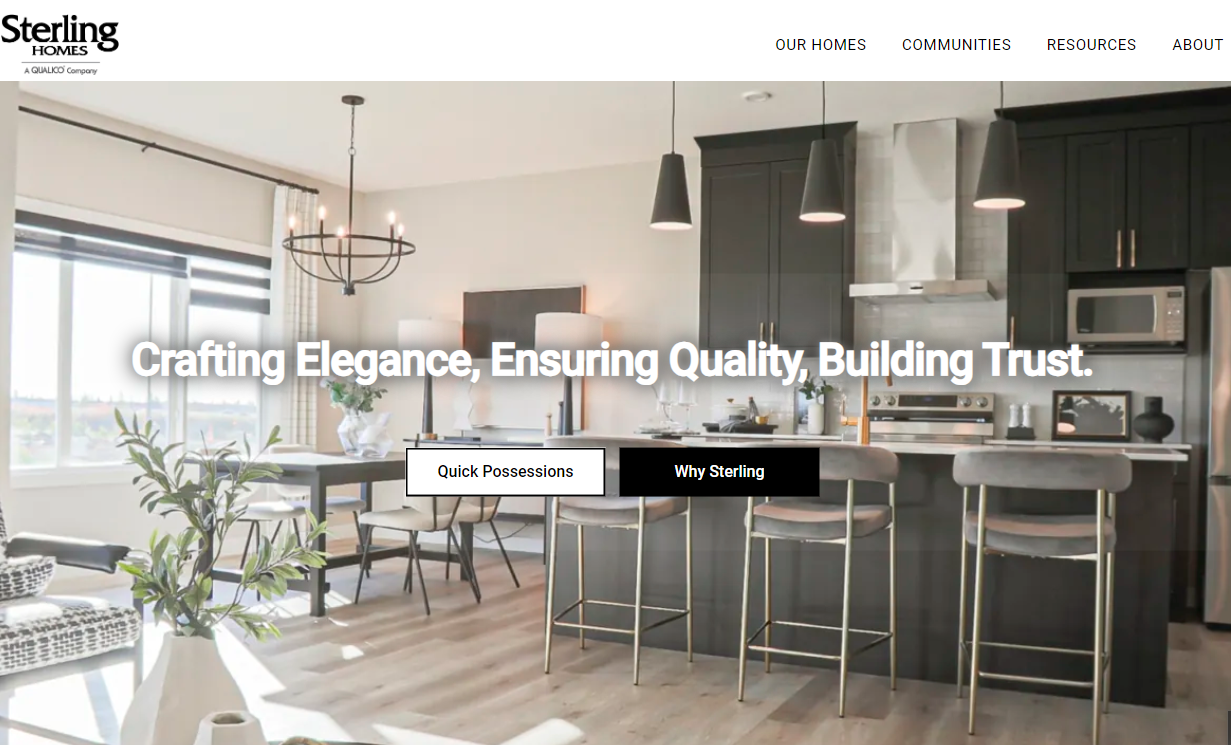 Sterling
HOMES
A QUALICO® Company
OUR HOMES COMMUNITIES RESOURCES ABOUT
Crafting Elegance, Ensuring Quality, Building Trust.
Quick Possessions Why Sterling